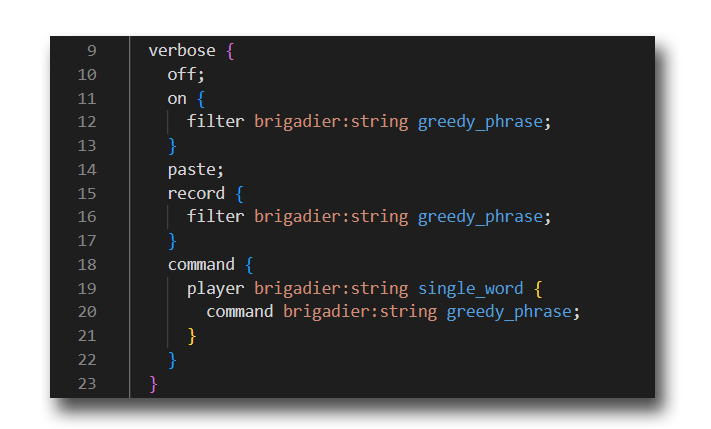 9 verbose {
10 off;
11 on {
12 filter brigadier:string greedy_phrase;
13 }
14 paste;
15 record {
16 filter brigadier:string greedy_phrase;
17 }
18 command {
19 player brigadier:string single_word {
20 command brigadier:string greedy_phrase;
21 }
22 }
23 }